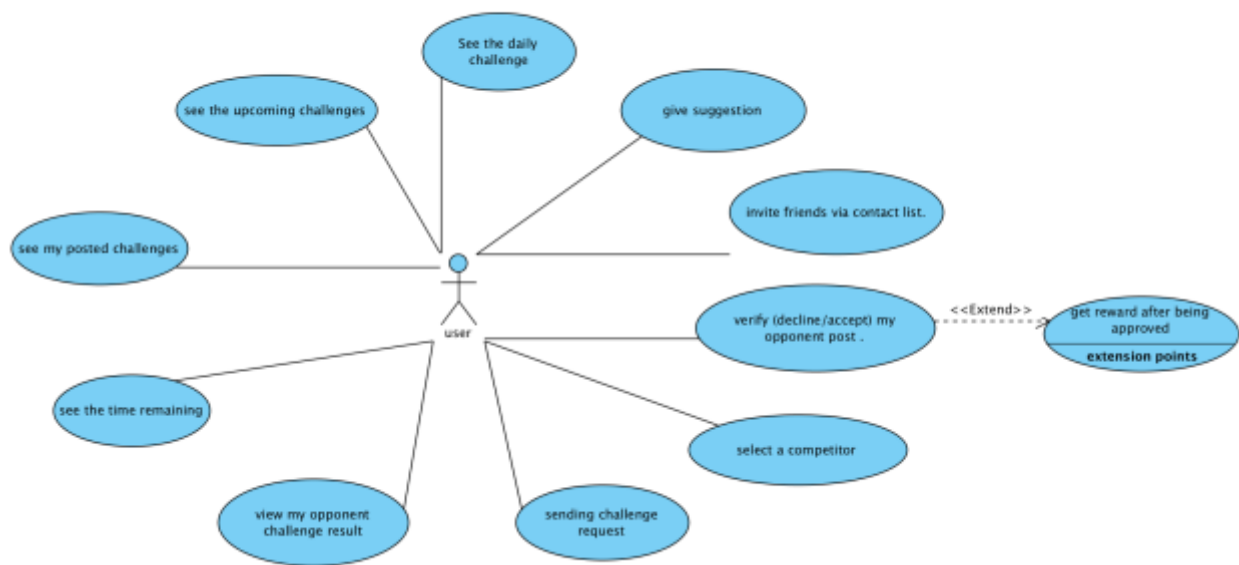 See the daily
challenge
see the upcoming challenges
give suggestion
invite friends via contact list.
see my posted challenges
user
verify (decline/accept) my
opponent post .
<<Extend>>
get reward after being
approved
extension points
see the time remaining
select a competitor
view my opponent
challenge result
sending challenge
request